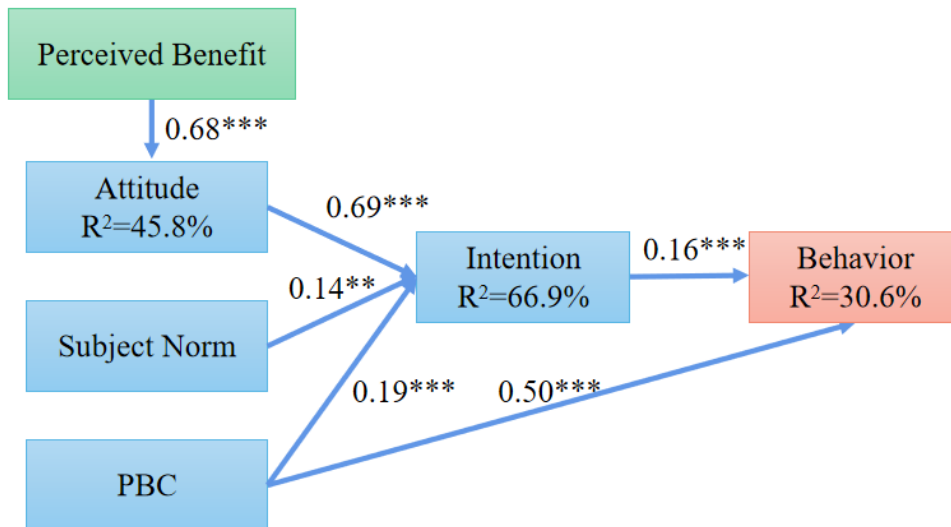 Perceived Benefit
0.68***
Attitude
R²=45.8%
0.69***
Intention
R²=66.9%
0.16***
Behavior
R²=30.6%
0.14**
Subject Norm
0.19***
0.50***
PBC